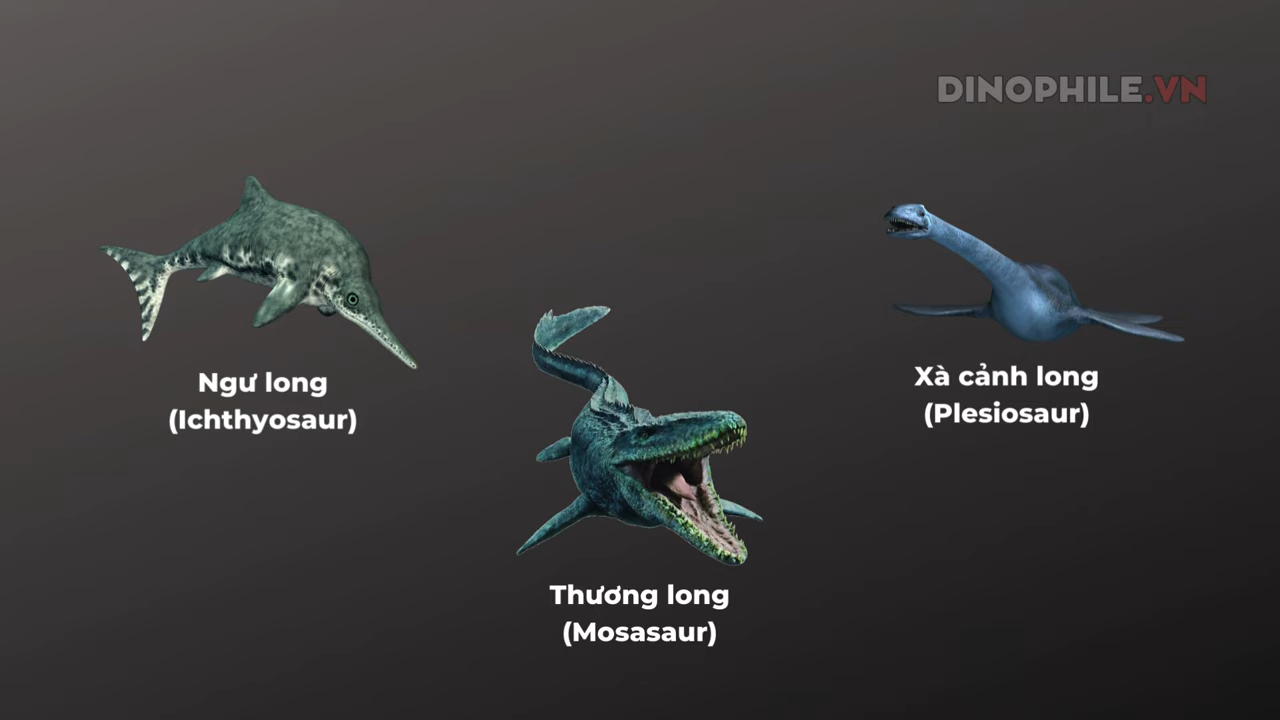 DINOPHILE.VN
Ngư long
(Ichthyosaur)
Xà cảnh long
(Plesiosaur)
Thương long
(Mosasaur)